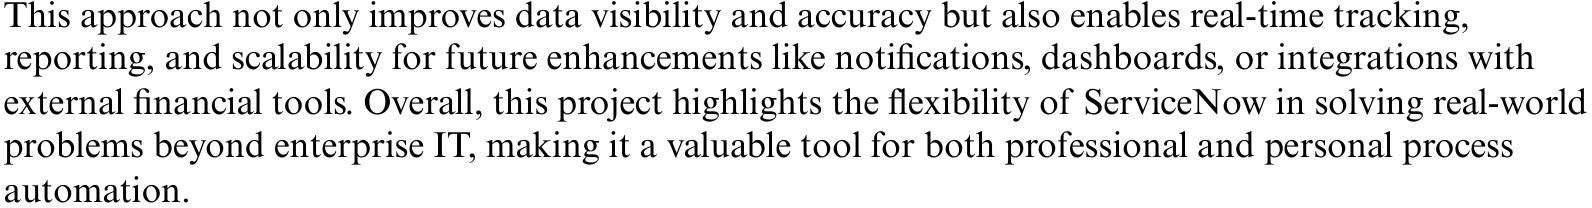 This approach not only improves data visibility and accuracy but also enables real-time tracking,
reporting, and scalability for future enhancements like notifications, dashboards, or integrations with
external financial tools. Overall, this project highlights the flexibility of ServiceNow in solving real-world
problems beyond enterprise IT, making it a valuable tool for both professional and personal process
automation.